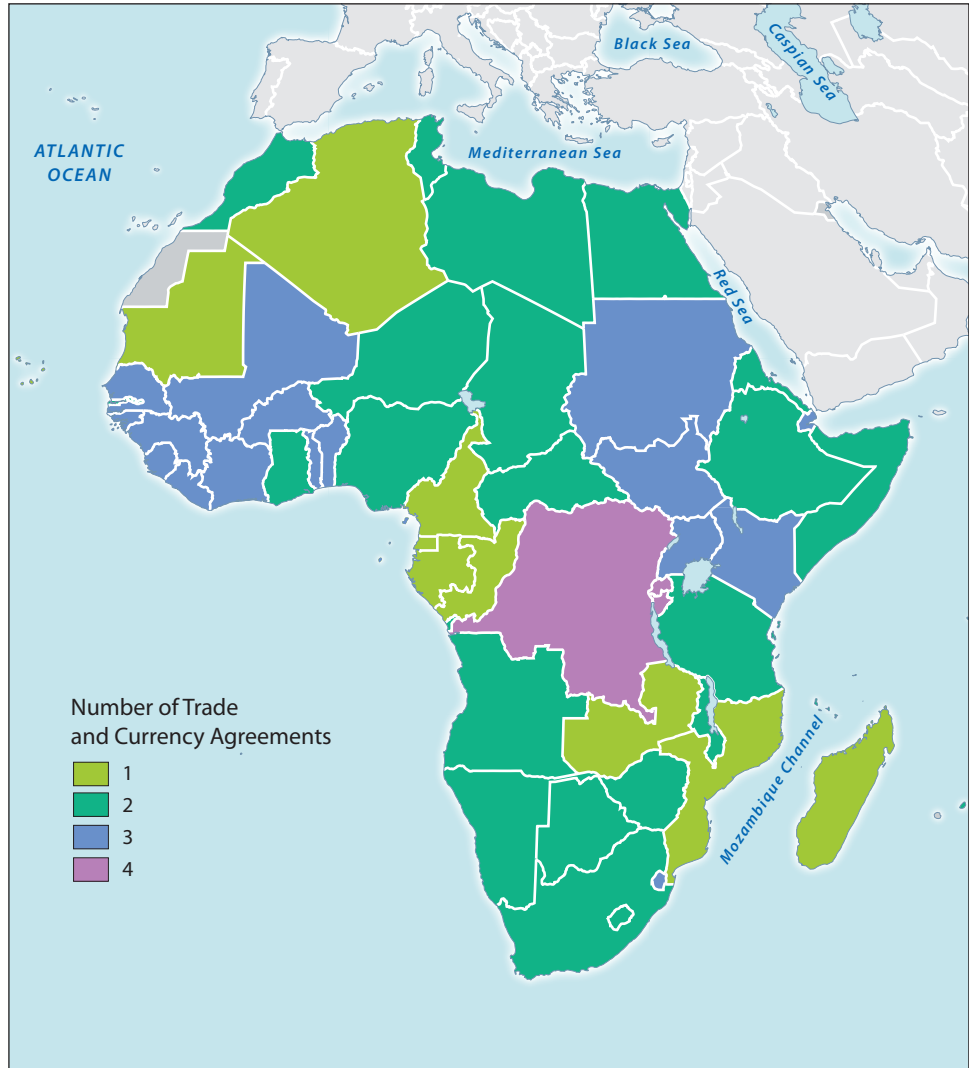 Black Sea
Caspian Sea
ATLANTIC
OCEAN
Mediterranean Sea
Red Sea
Number of Trade
and Currency Agreements
1
2
3
4
Mozambique Channel